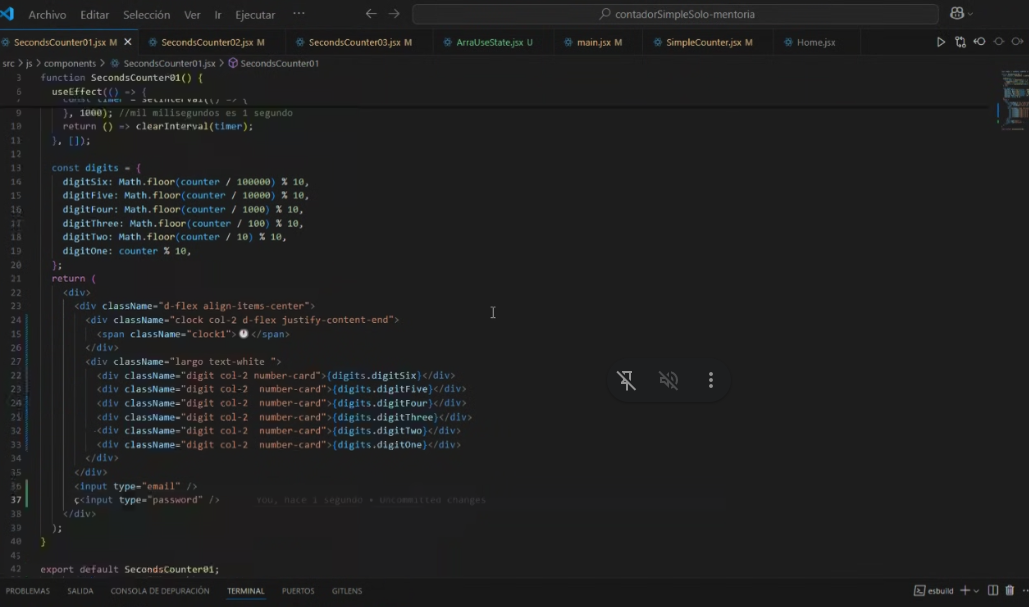 Archivo Editar Selección Ver Ir Ejecutar ··· contadorSimpleSolo-mentoria
SecondsCounter01.jsx M SecondsCounter02.jsx M SecondsCounter03.jsx M ArraUseState.jsx U main.jsx M SimpleCounter.jsx M Home.jsx
src > js > components > SecondsCounter01.jsx > SecondsCounter01
3 function SecondsCounter01() {
6 useEffect(() => {
const timer = setInterval(() => {
9 }, 1000); //mil milisegundos es 1 segundo
10 return () => clearInterval(timer);
11 }, []);
12
13 const digits = {
14 digitSix: Math.floor(counter / 100000) % 10,
15 digitFive: Math.floor(counter / 10000) % 10,
16 digitFour: Math.floor(counter / 1000) % 10,
17 digitThree: Math.floor(counter / 100) % 10,
18 digitTwo: Math.floor(counter / 10) % 10,
19 digitOne: counter % 10,
20 };
21 return (
22 <div>
23 <div className="d-flex align-items-center">
24 <div className="clock col-2 d-flex justify-content-end">
15 <span className="clock1">🕛</span>
26 </div>
27 <div className="largo text-white ">
22 <div className="digit col-2 number-card">{digits.digitSix}</div>
23 <div className="digit col-2  number-card">{digits.digitFive}</div>
24 <div className="digit col-2  number-card">{digits.digitFour}</div>
21 <div className="digit col-2  number-card">{digits.digitThree}</div>
32 <div className="digit col-2  number-card">{digits.digitTwo}</div>
33 <div className="digit col-2  number-card">{digits.digitOne}</div>
34 </div>
35 </div>
36 <input type="email" />
37 ç<input type="password" /> You, hace 1 segundo • Uncommitted changes
38 </div>
39 );
40 }
41
42 export default SecondsCounter01;
PROBLEMAS SALIDA CONSOLA DE DEPURACIÓN TERMINAL PUERTOS GITLENS esbuild